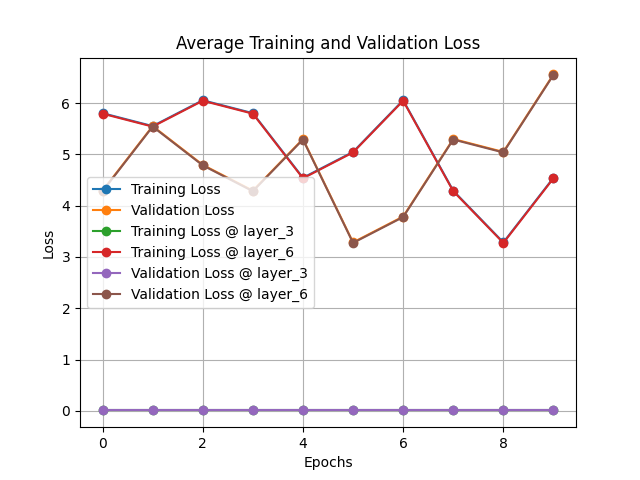 Average Training and Validation Loss
Loss
6
5
4
3
2
1
0
Training Loss
Validation Loss
Training Loss @ layer_3
Training Loss @ layer_6
Validation Loss @ layer_3
Validation Loss @ layer_6
0 2 4 6 8
Epochs